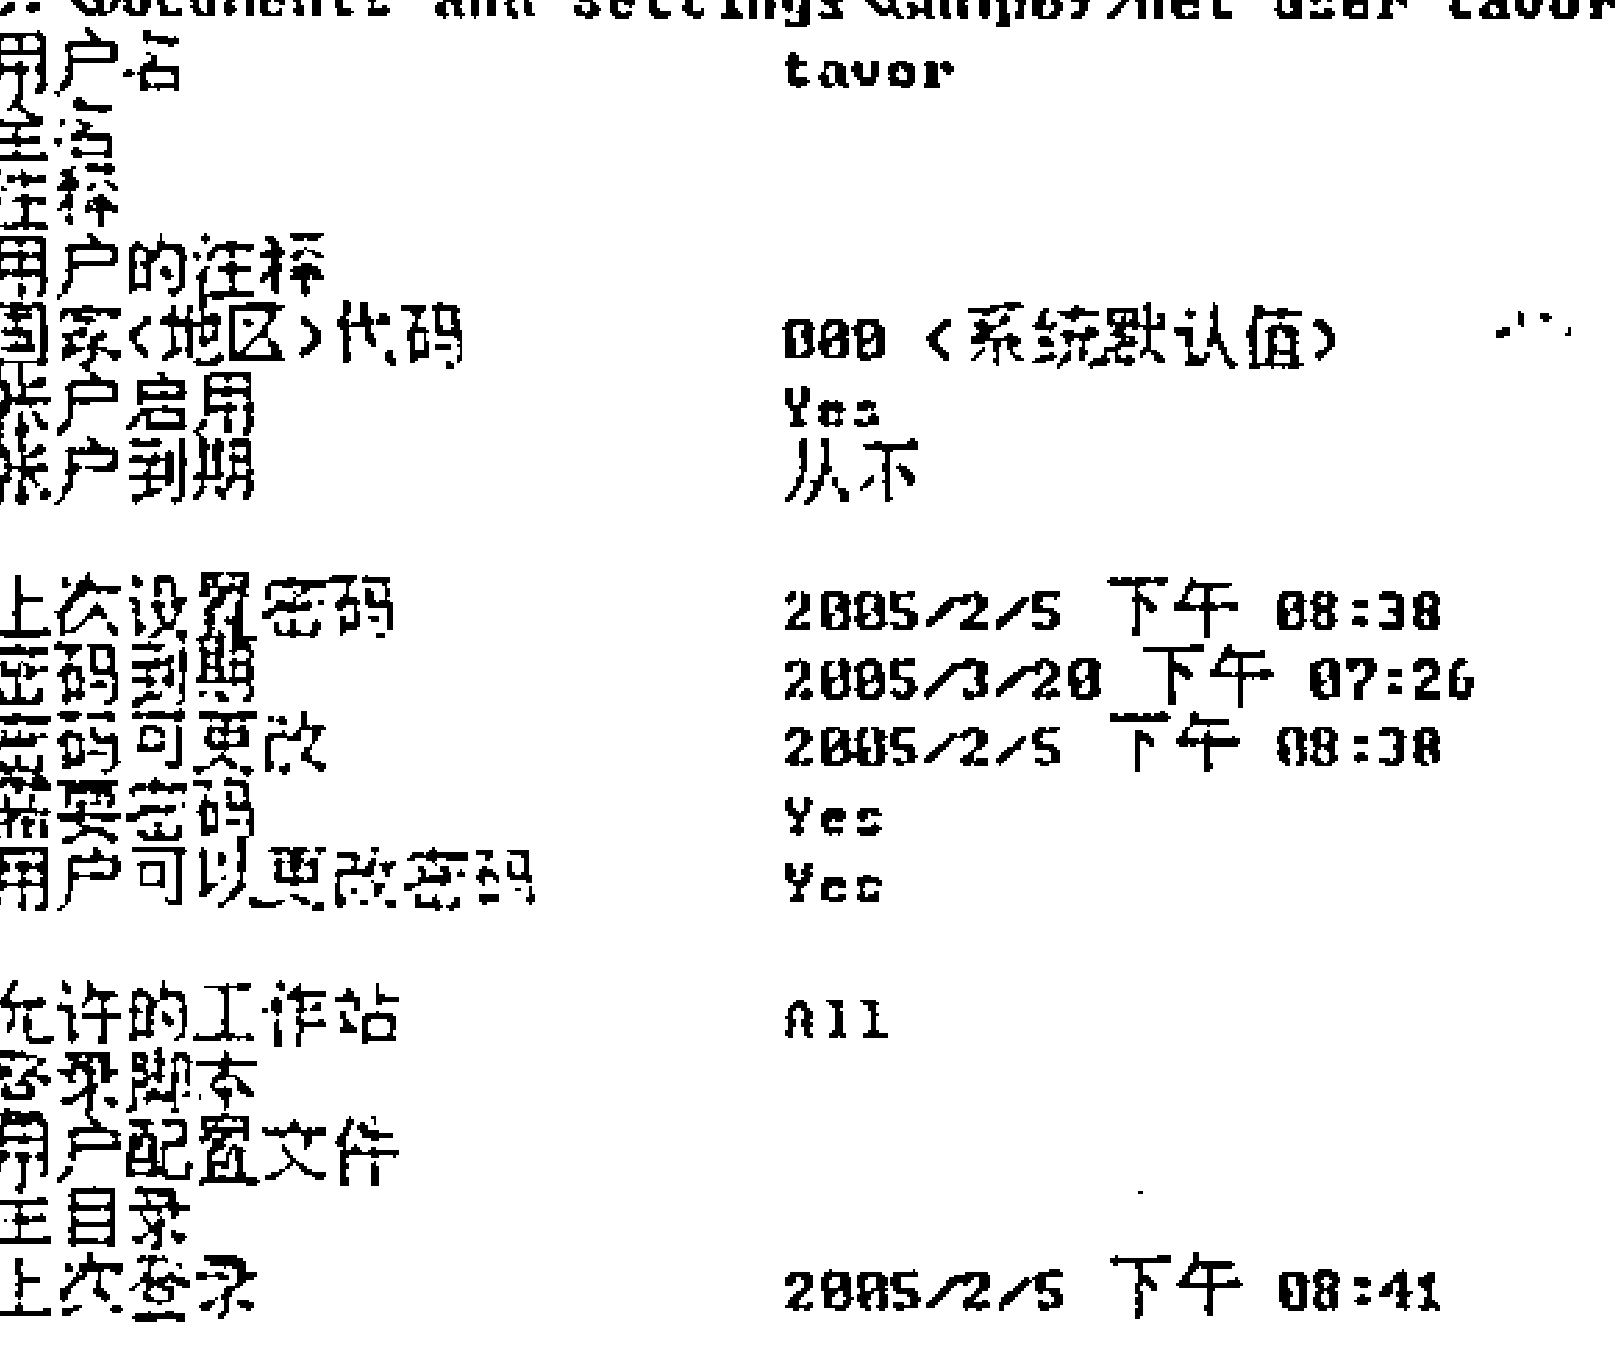 Documents and Settings net user tavor
用户名 tavor
全名
注释
用户的注释
国家(地区)代码 000 (系统默认值)
帐户启用 Yes
帐户到期 从不
上次设置密码 2005/2/5 下午 08:38
密码到期 2005/3/20 下午 07:26
密码可更改 2005/2/5 下午 08:38
需要密码 Yes
用户可以更改密码 Yes
允许的工作站 All
登录脚本
用户配置文件
主目录
上次登录 2005/2/5 下午 08:41